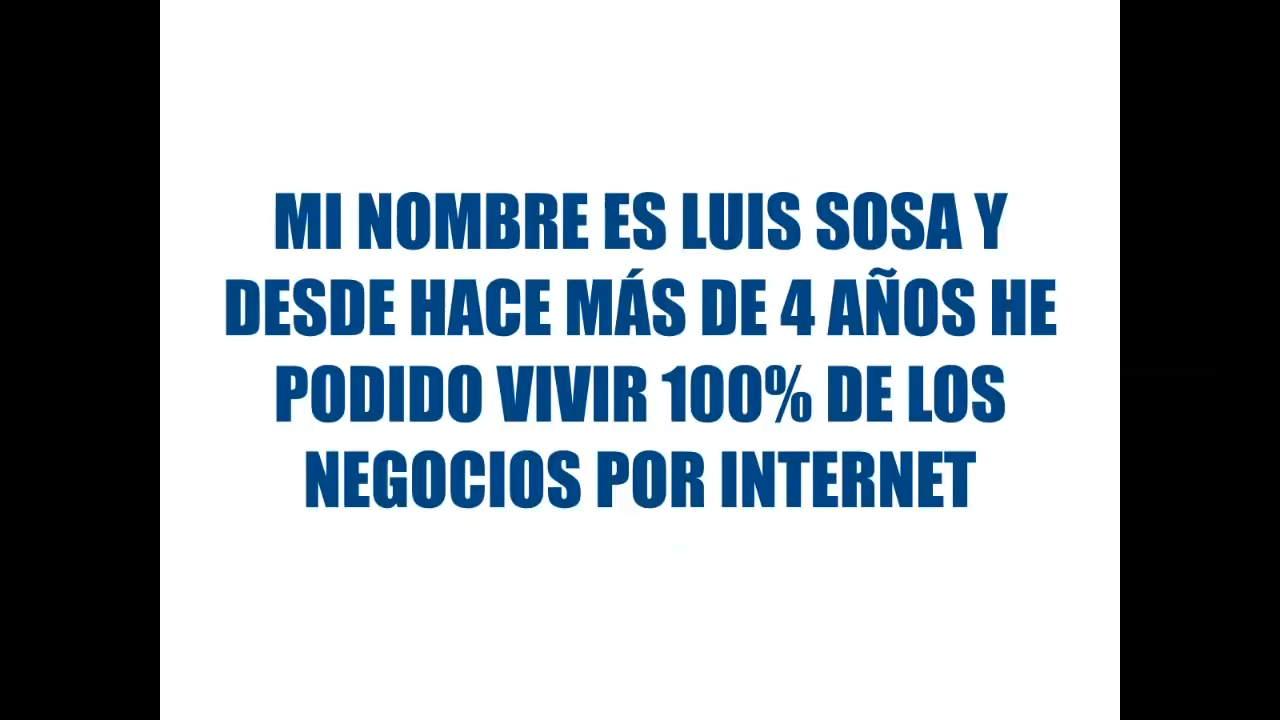 MI NOMBRE ES LUIS SOSA Y
DESDE HACE MÁS DE 4 AÑOS HE
PODIDO VIVIR 100% DE LOS
NEGOCIOS POR INTERNET